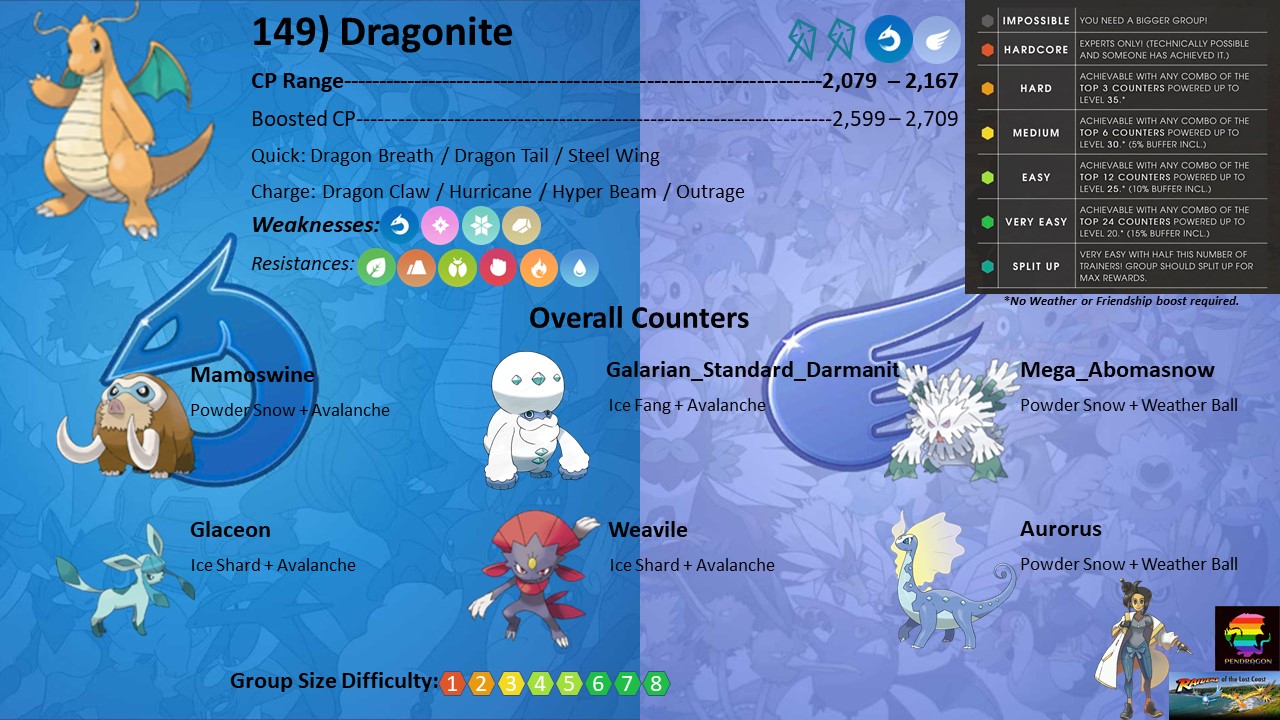 149) Dragonite
CP Range------------------------------------------------------------------2,079 – 2,167
Boosted CP------------------------------------------------------------------2,599 – 2,709
Quick: Dragon Breath / Dragon Tail / Steel Wing
Charge: Dragon Claw / Hurricane / Hyper Beam / Outrage
Weaknesses:
Resistances:
IMPOSSIBLE YOU NEED A BIGGER GROUP!
HARDCORE EXPERTS ONLY! (TECHNICALLY POSSIBLE
AND SOMEONE HAS ACHIEVED IT.)
HARD ACHIEVABLE WITH ANY COMBO OF THE
TOP 3 COUNTERS POWERED UP TO
LEVEL 35.*
MEDIUM ACHIEVABLE WITH ANY COMBO OF THE
TOP 6 COUNTERS POWERED UP TO
LEVEL 30.* (5% BUFFER INCL.)
EASY ACHIEVABLE WITH ANY COMBO OF THE
TOP 12 COUNTERS POWERED UP TO
LEVEL 25.* (10% BUFFER INCL.)
VERY EASY ACHIEVABLE WITH ANY COMBO OF THE
TOP 24 COUNTERS POWERED UP TO
LEVEL 20.* (15% BUFFER INCL.)
SPLIT UP VERY EASY WITH HALF THIS NUMBER OF
TRAINERS! GROUP SHOULD SPLIT UP FOR
MAX REWARDS.
*No Weather or Friendship boost required.
Overall Counters
Mamoswine
Powder Snow + Avalanche
Galarian_Standard_Darmanit
Ice Fang + Avalanche
Mega_Abomasnow
Powder Snow + Weather Ball
Glaceon
Ice Shard + Avalanche
Weavile
Ice Shard + Avalanche
Aurorus
Powder Snow + Weather Ball
Group Size Difficulty: 1 2 3 4 5 6 7 8
PENDRAGON
RAIDERS of the Lost Coast